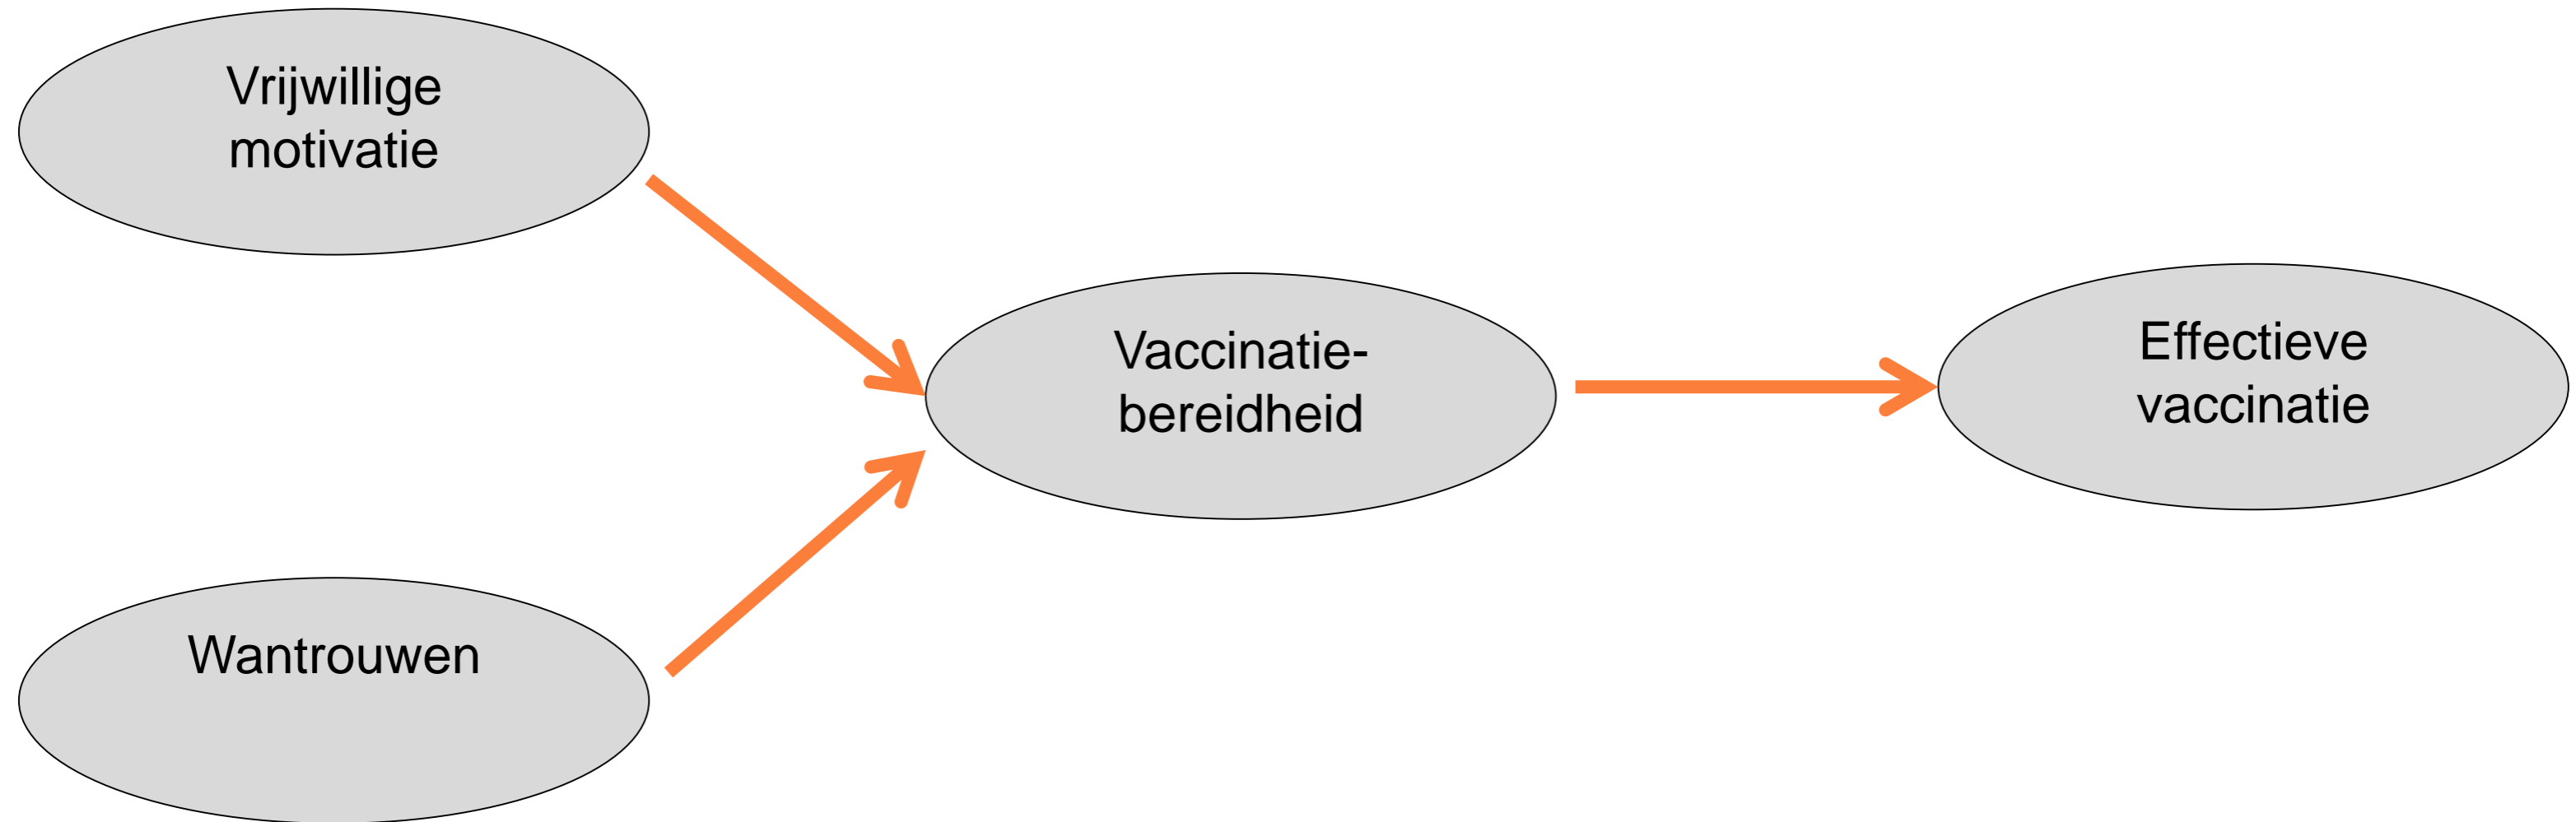 Vrijwillige
motivatie
Vaccinatie-
bereidheid
Effectieve
vaccinatie
Wantrouwen